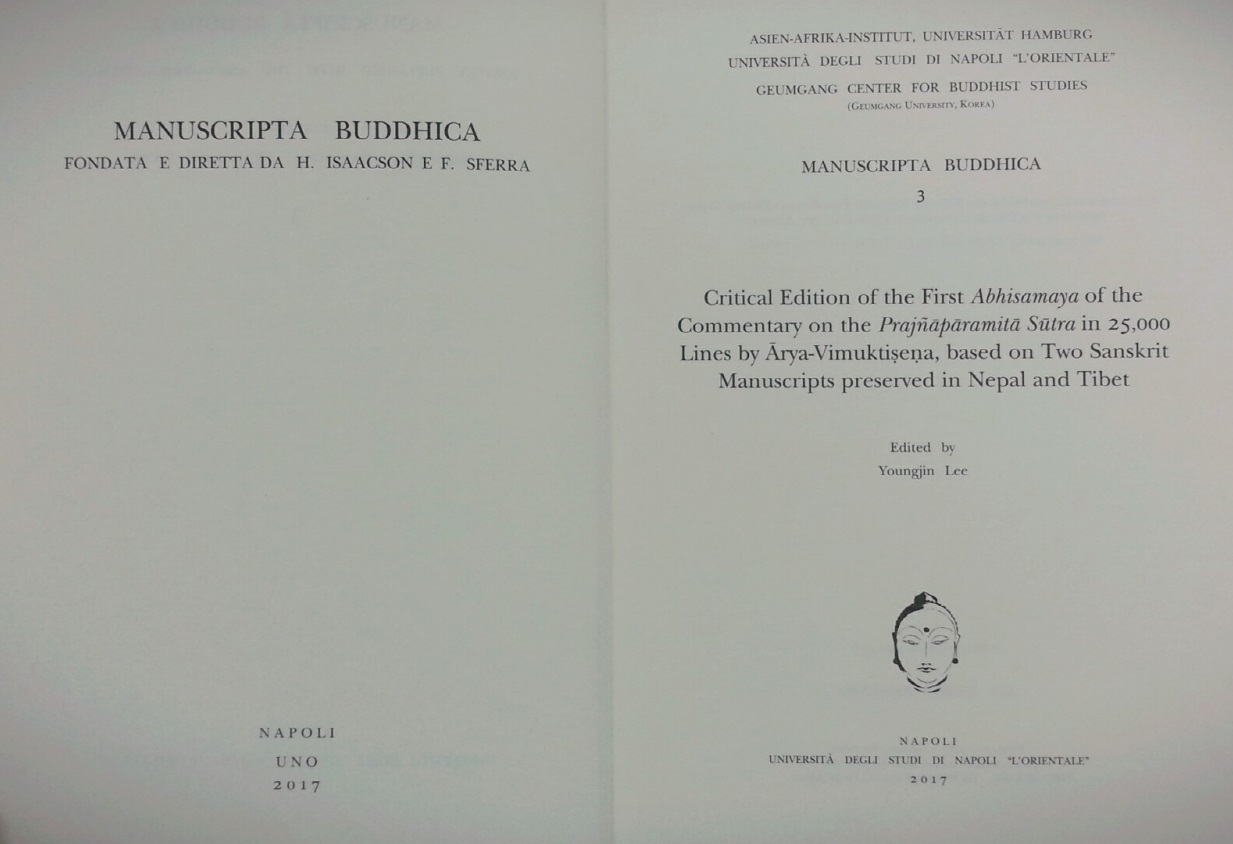 MANUSCRIPTA BUDDHICA
FONDATA E DIRETTA DA H. ISAACSON E F. SFERRA
NAPOLI
UNO
2017
ASIEN-AFRIKA-INSTITUT, UNIVERSITÄT HAMBURG
UNIVERSITÀ DEGLI STUDI DI NAPOLI "L'ORIENTALE"
GEUMGANG CENTER FOR BUDDHIST STUDIES
(GEUMGANG UNIVERSITY, KOREA)
MANUSCRIPTA BUDDHICA
3
Critical Edition of the First Abhisamaya of the
Commentary on the Prajñāpāramitā Sūtra in 25,000
Lines by Ārya-Vimuktiṣeṇa, based on Two Sanskrit
Manuscripts preserved in Nepal and Tibet
Edited by
Youngjin Lee
NAPOLI
UNIVERSITÀ DEGLI STUDI DI NAPOLI "L'ORIENTALE"
2017